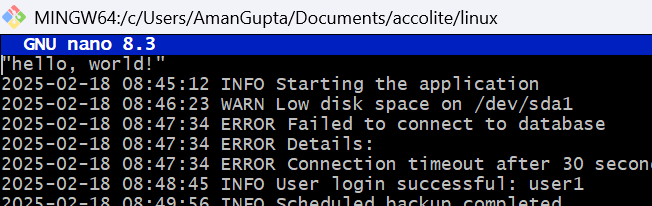 MINGW64:/c/Users/AmanGupta/Documents/accolite/linux
GNU nano 8.3
"hello, world!"
2025-02-18 08:45:12 INFO Starting the application
2025-02-18 08:46:23 WARN Low disk space on /dev/sda1
2025-02-18 08:47:34 ERROR Failed to connect to database
2025-02-18 08:47:34 ERROR Details:
2025-02-18 08:47:34 ERROR Connection timeout after 30 secon
2025-02-18 08:48:45 INFO User login successful: user1
2025-02-18 08:49:56 INFO Scheduled backup completed